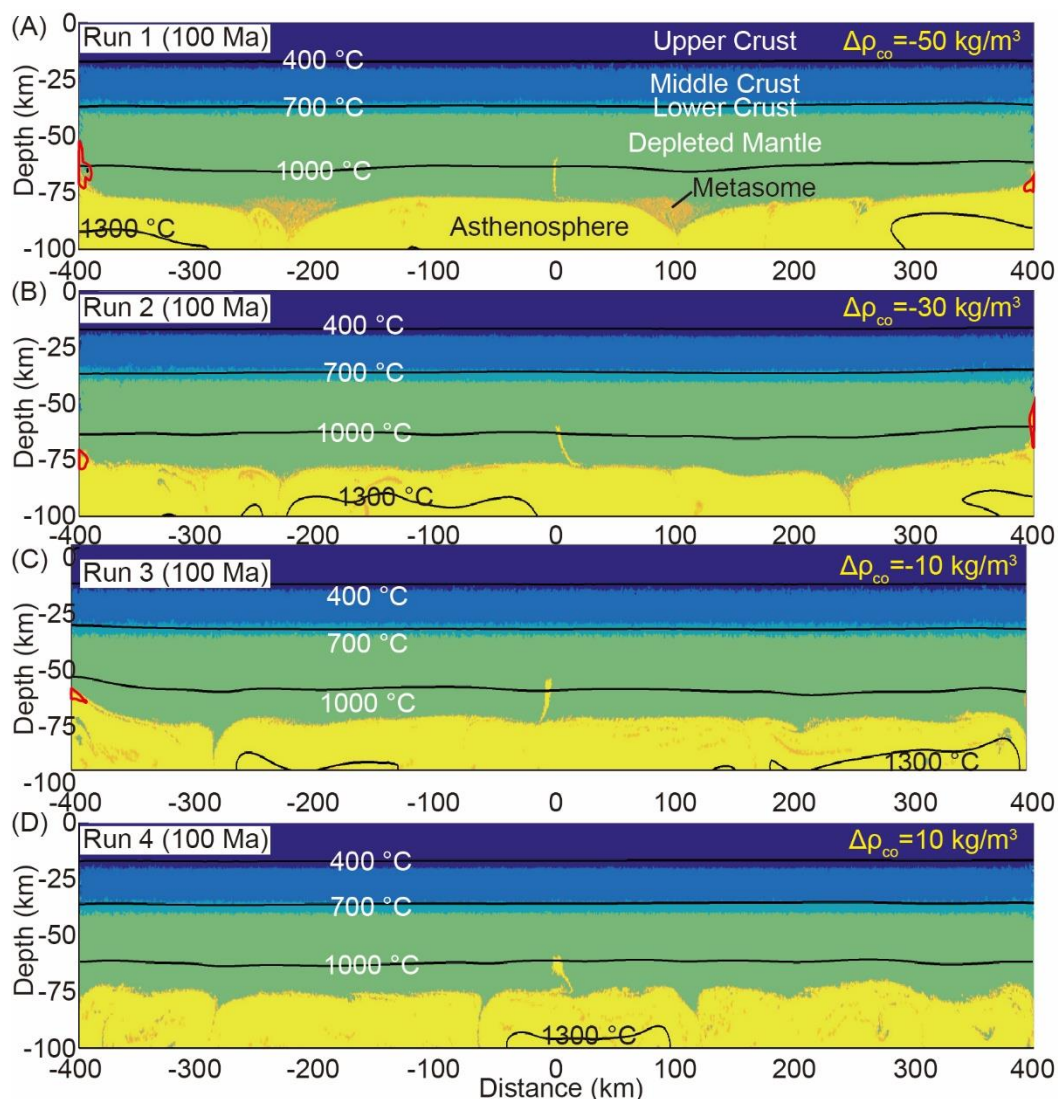 (A)
0
Run 1 (100 Ma)
Upper Crust
Δρco=-50 kg/m³
400 °C
-25
Middle Crust
700 °C
Lower Crust
-50
Depleted Mantle
1000 °C
-75
Metasome
1300 °C
Asthenosphere
-100
Depth (km)
-400 -300 -200 -100 0 100 200 300 400
(B)
0
Run 2 (100 Ma)
Δρco=-30 kg/m³
400 °C
-25
700 °C
-50
1000 °C
-75
1300 °C
-100
Depth (km)
-400 -300 -200 -100 0 100 200 300 400
(C)
0
Run 3 (100 Ma)
Δρco=-10 kg/m³
400 °C
-25
700 °C
-50
1000 °C
-75
1300 °C
-100
Depth (km)
-400 -300 -200 -100 0 100 200 300 400
(D)
0
Run 4 (100 Ma)
Δρco=10 kg/m³
400 °C
-25
700 °C
-50
1000 °C
-75
1300 °C
-100
Depth (km)
-400 -300 -200 -100 0 100 200 300 400
Distance (km)